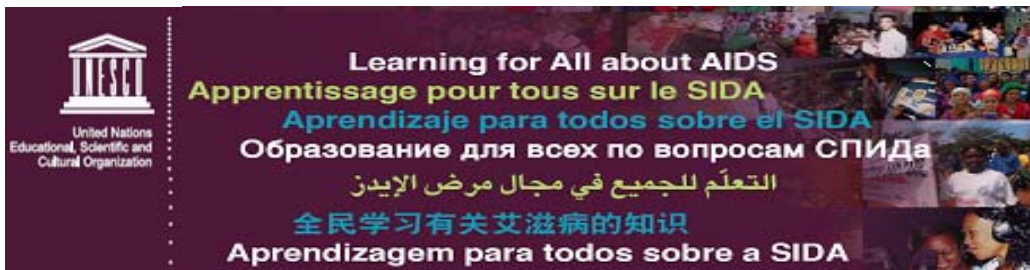 UNESCO
United Nations
Educational, Scientific and
Cultural Organization
Learning for All about AIDS
Apprentissage pour tous sur le SIDA
Aprendizaje para todos sobre el SIDA
Образование для всех по вопросам СПИДа
التعلّم للجميع في مجال مرض الإيدز
全民学习有关艾滋病的知识
Aprendizagem para todos sobre a SIDA